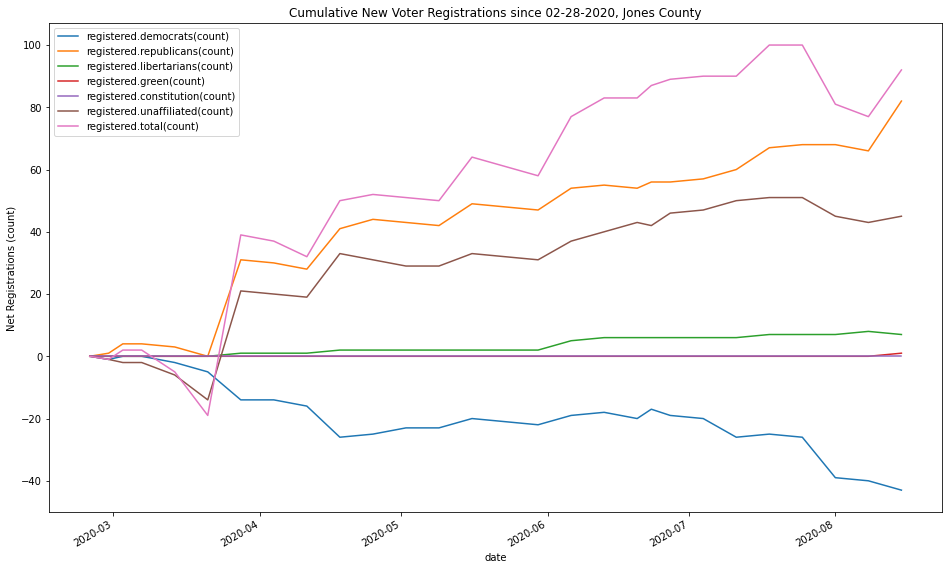 Cumulative New Voter Registrations since 02-28-2020, Jones County
registered.democrats(count)
registered.republicans(count)
registered.libertarians(count)
registered.green(count)
registered.constitution(count)
registered.unaffiliated(count)
registered.total(count)
Net Registrations (count)
100
80
60
40
20
0
−20
−40
2020-03
2020-04
2020-05
2020-06
2020-07
2020-08
date